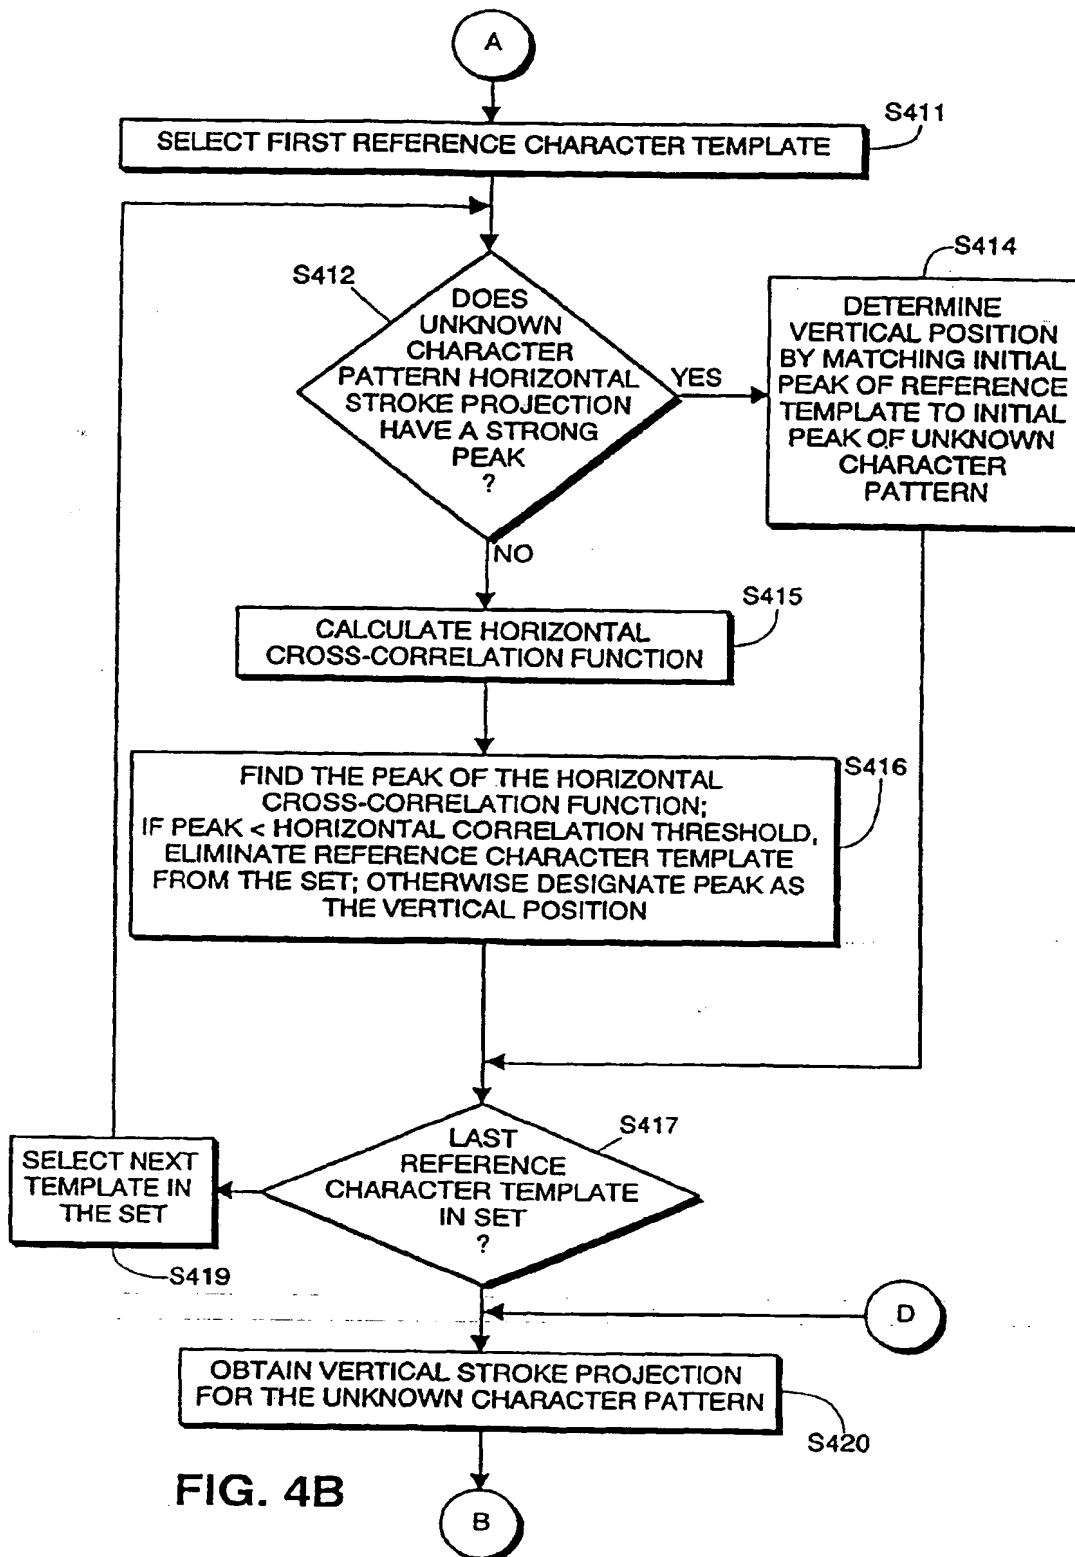 A
S411
SELECT FIRST REFERENCE CHARACTER TEMPLATE
S412
DOES
UNKNOWN
CHARACTER
PATTERN HORIZONTAL
STROKE PROJECTION
HAVE A STRONG
PEAK
?
YES
S414
DETERMINE
VERTICAL POSITION
BY MATCHING INITIAL
PEAK OF REFERENCE
TEMPLATE TO INITIAL
PEAK OF UNKNOWN
CHARACTER
PATTERN
NO
S415
CALCULATE HORIZONTAL
CROSS-CORRELATION FUNCTION
S416
FIND THE PEAK OF THE HORIZONTAL
CROSS-CORRELATION FUNCTION;
IF PEAK < HORIZONTAL CORRELATION THRESHOLD,
ELIMINATE REFERENCE CHARACTER TEMPLATE
FROM THE SET; OTHERWISE DESIGNATE PEAK AS
THE VERTICAL POSITION
S417
LAST
REFERENCE
CHARACTER TEMPLATE
IN SET
?
SELECT NEXT
TEMPLATE IN
THE SET
S419
D
OBTAIN VERTICAL STROKE PROJECTION
FOR THE UNKNOWN CHARACTER PATTERN
S420
FIG. 4B
B